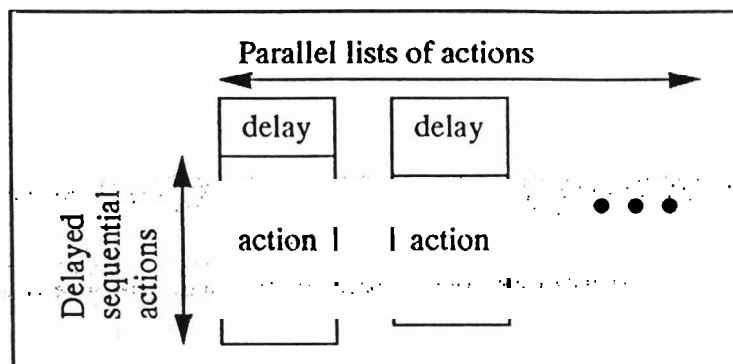 Parallel lists of actions
delay delay
action action
Delayed
sequential
actions